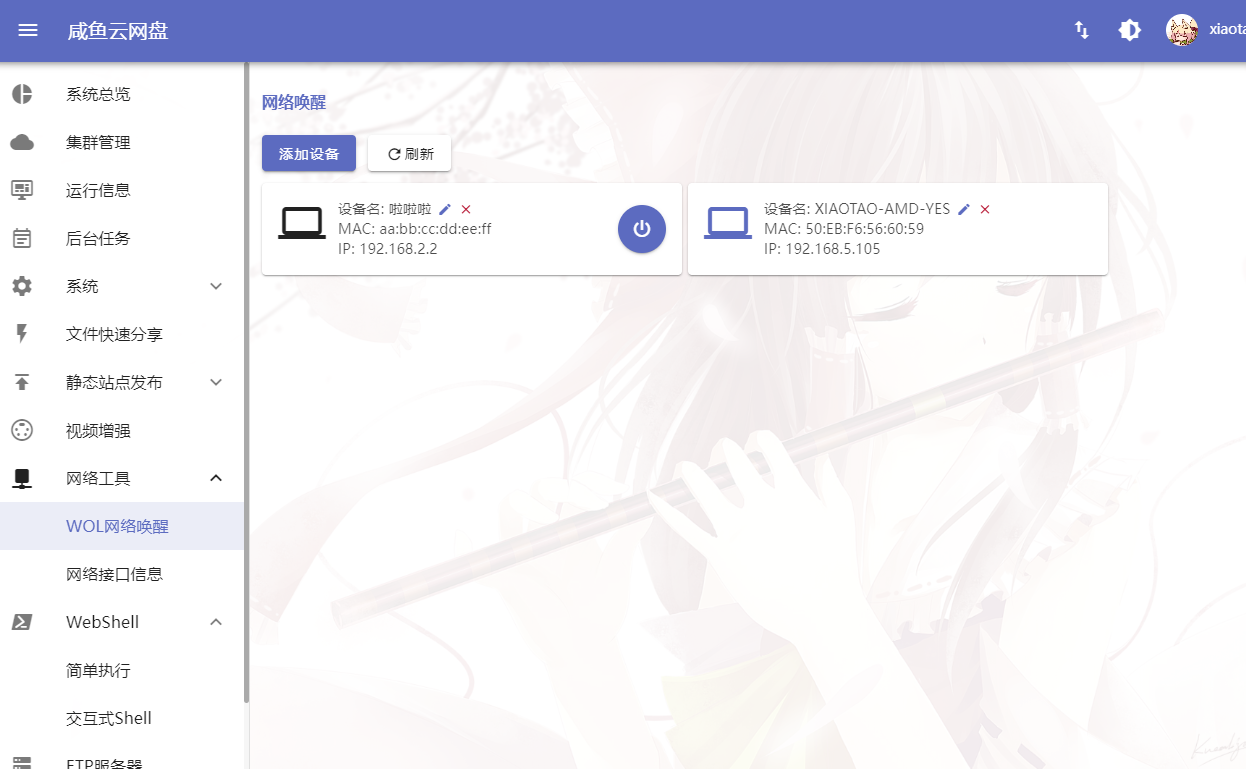 咸鱼云网盘
xiaota
系统总览
集群管理
运行信息
后台任务
系统
文件快速分享
静态站点发布
视频增强
网络工具
WOL网络唤醒
网络接口信息
WebShell
简单执行
交互式Shell
FTP服务器
网络唤醒
添加设备
刷新
设备名: 啦啦啦
MAC: aa:bb:cc:dd:ee:ff
IP: 192.168.2.2
设备名: XIAOTAO-AMD-YES
MAC: 50:EB:F6:56:60:59
IP: 192.168.5.105